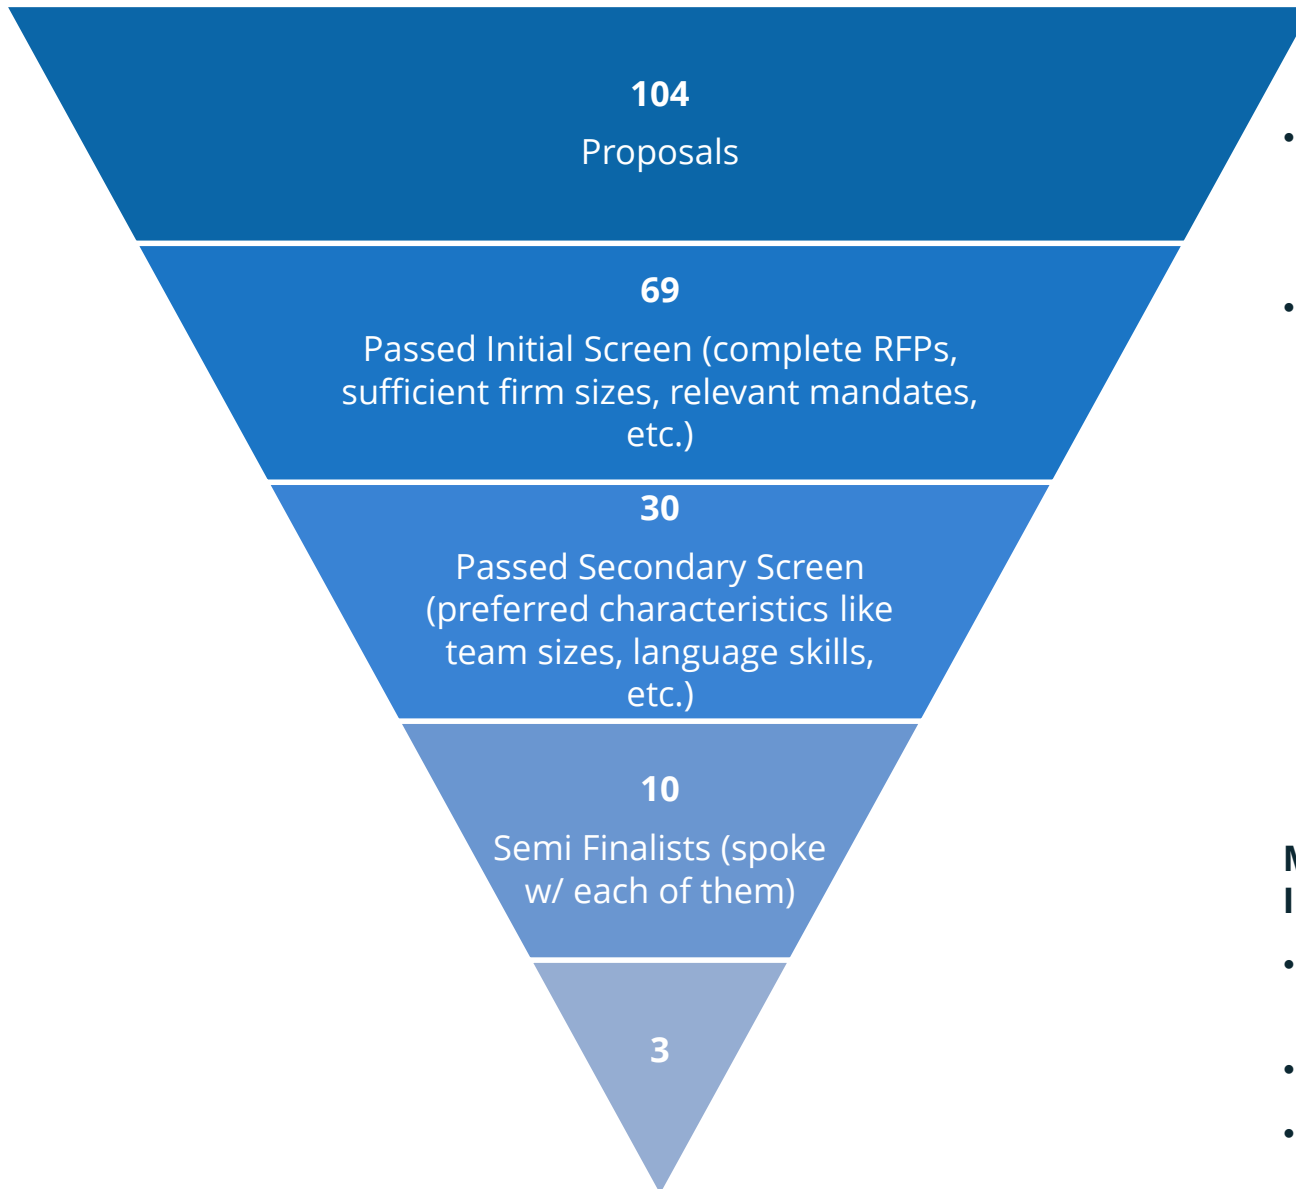 104
Proposals
69
Passed Initial Screen (complete RFPs,
sufficient firm sizes, relevant mandates,
etc.)
30
Passed Secondary Screen
(preferred characteristics like
team sizes, language skills,
etc.)
10
Semi Finalists (spoke
w/ each of them)
3